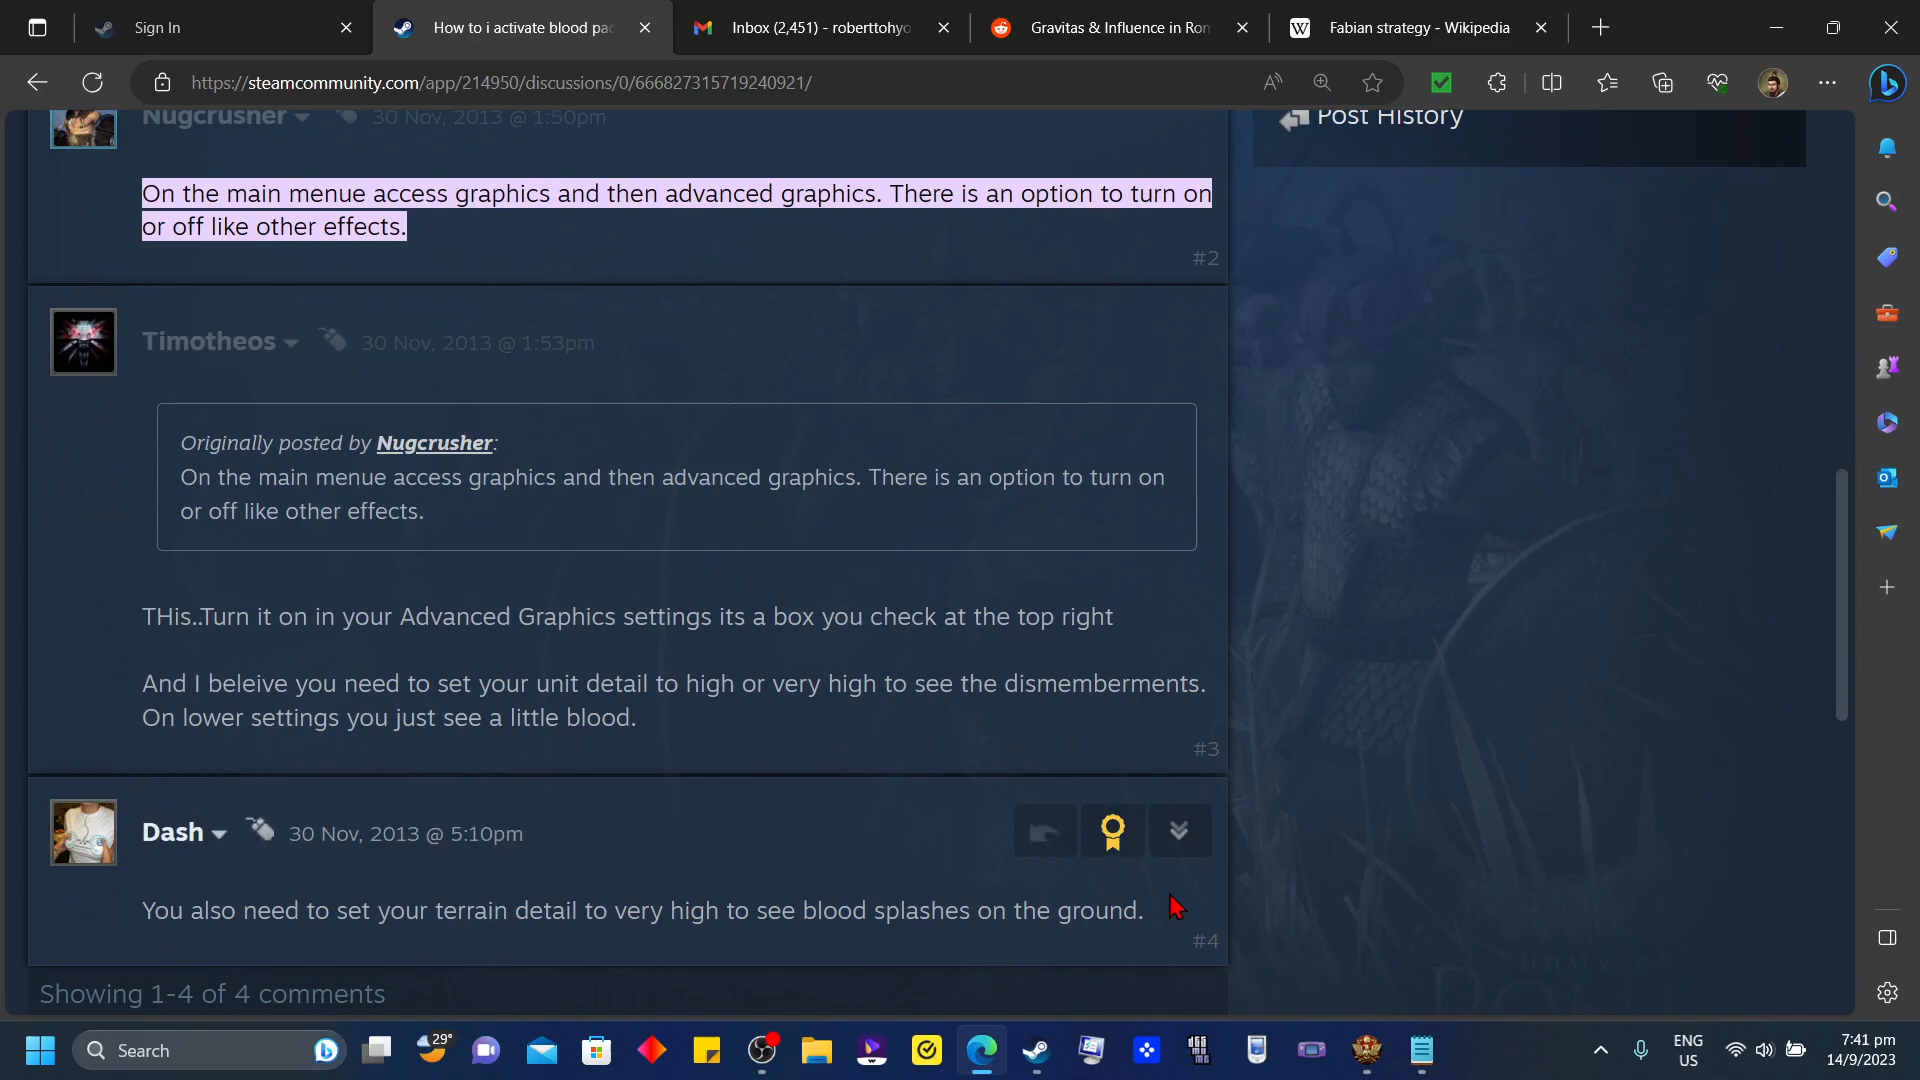 Sign In
How to i activate blood pac
Inbox (2,451) - roberttohyo
Gravitas & Influence in Rom
Fabian strategy - Wikipedia
https://steamcommunity.com/app/214950/discussions/0/666827315719240921/
Nugcrusher 30 Nov, 2013 @ 1:50pm
Post History
On the main menue access graphics and then advanced graphics. There is an option to turn on
or off like other effects.
#2
Timotheos 30 Nov, 2013 @ 1:53pm
Originally posted by Nugcrusher:
On the main menue access graphics and then advanced graphics. There is an option to turn on
or off like other effects.
THis..Turn it on in your Advanced Graphics settings its a box you check at the top right
And I beleive you need to set your unit detail to high or very high to see the dismemberments.
On lower settings you just see a little blood.
#3
Dash 30 Nov, 2013 @ 5:10pm
You also need to set your terrain detail to very high to see blood splashes on the ground.
#4
Showing 1-4 of 4 comments
Search
29°
ENG
US
7:41 pm
14/9/2023